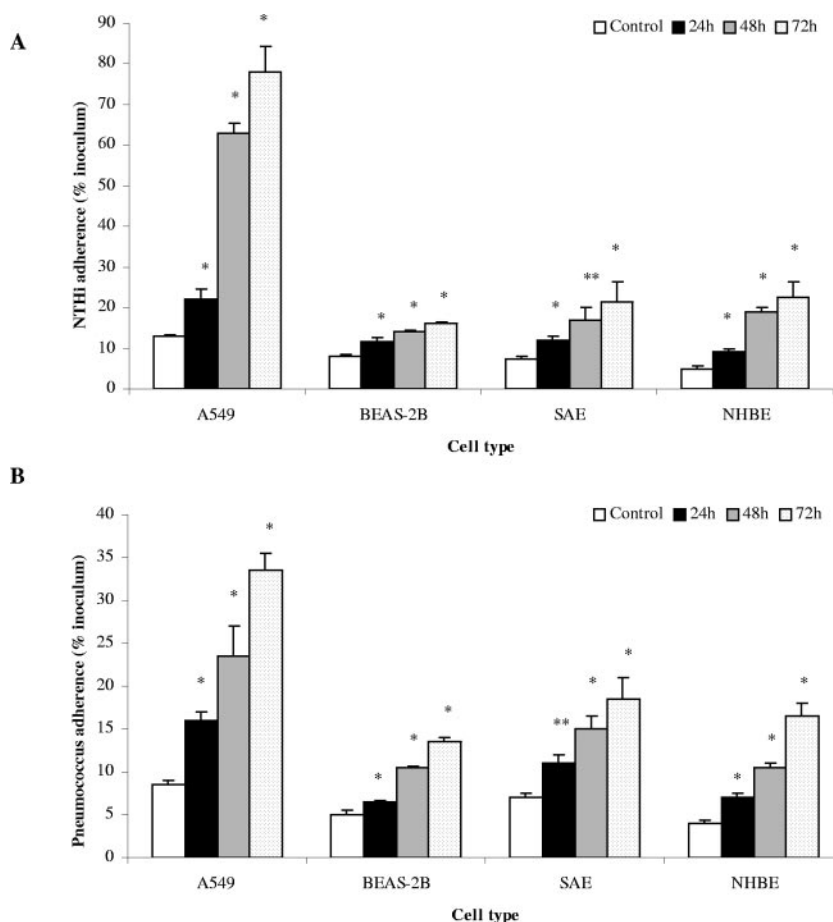 A
Control 24h 48h 72h
NTHi adherence (% inoculum)
90
80
70
60
50
40
30
20
10
0
* * *
* * *
* ** *
* * *
A549 BEAS-2B SAE NHBE
Cell type
B
Control 24h 48h 72h
Pneumococcus adherence (% inoculum)
40
35
30
25
20
15
10
5
0
* * *
* * *
** * *
* * *
A549 BEAS-2B SAE NHBE
Cell type